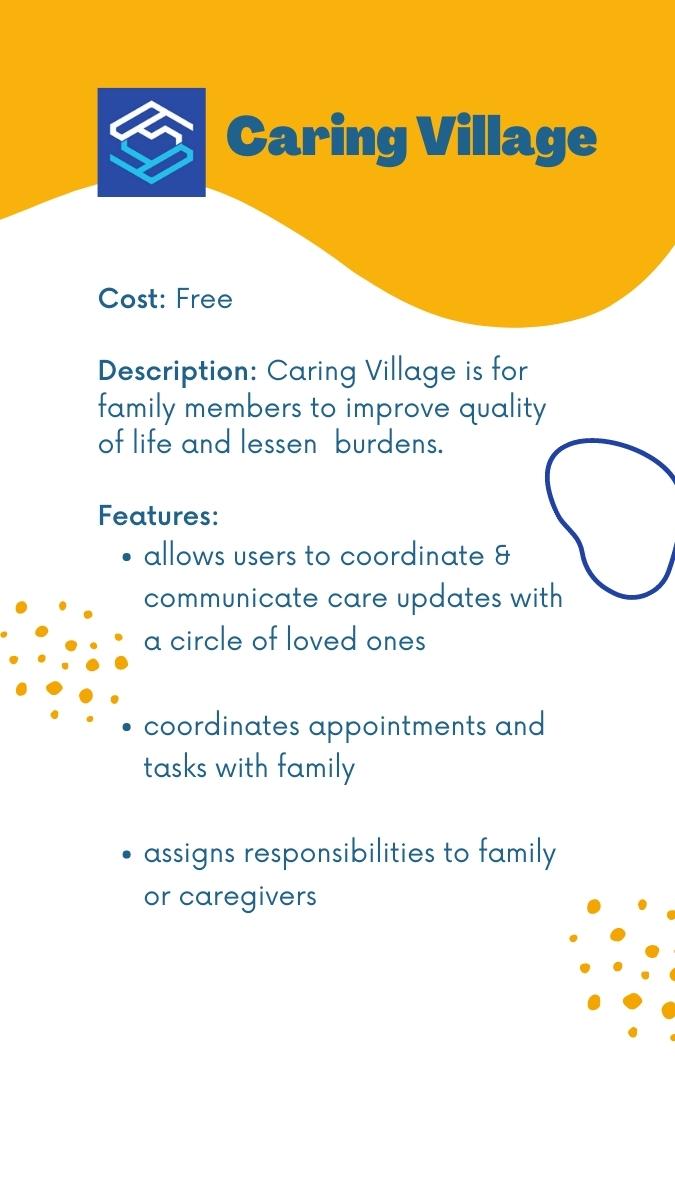 Caring Village
Cost: Free
Description: Caring Village is for
family members to improve quality
of life and lessen  burdens.
Features:
• allows users to coordinate &
communicate care updates with
a circle of loved ones
• coordinates appointments and
tasks with family
• assigns responsibilities to family
or caregivers